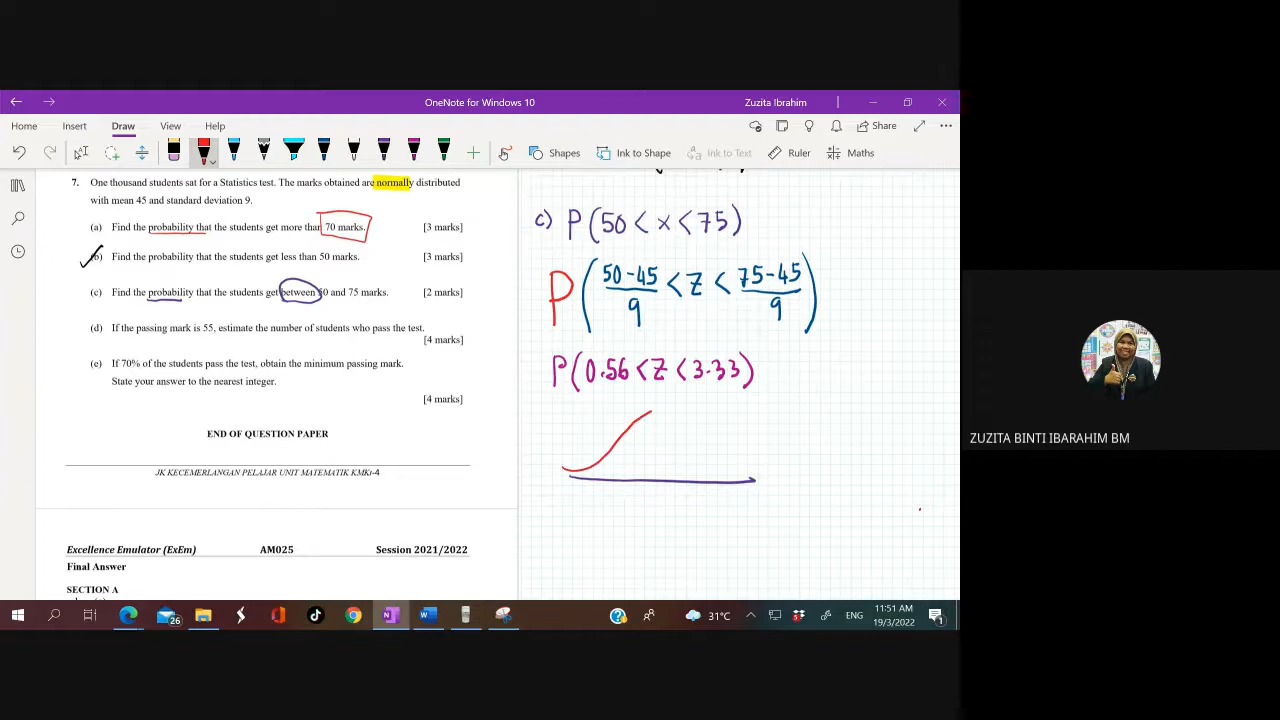 OneNote for Windows 10
Zuzita Ibrahim
Home Insert Draw View Help
Share
Shapes
Ink to Shape
Ink to Text
Ruler
Maths
7. One thousand students sat for a Statistics test. The marks obtained are normally distributed
with mean 45 and standard deviation 9.
(a) Find the probability that the students get more than 70 marks. [3 marks]
(b) Find the probability that the students get less than 50 marks. [3 marks]
(c) Find the probability that the students get between 50 and 75 marks. [2 marks]
(d) If the passing mark is 55, estimate the number of students who pass the test.
[4 marks]
(e) If 70% of the students pass the test, obtain the minimum passing mark.
State your answer to the nearest integer.
[4 marks]
END OF QUESTION PAPER
JK KECEMERLANGAN PELAJAR UNIT MATEMATIK KMKt-4
Excellence Emulator (ExEm) AM025 Session 2021/2022
Final Answer
SECTION A
c) P(50 < x < 75)
P(50-45/9 < z < 75-45/9)
P(0.56 < z < 3.33)
ZUZITA BINTI IBARAHIM BM
26
31°C
ENG
11:51 AM
19/3/2022